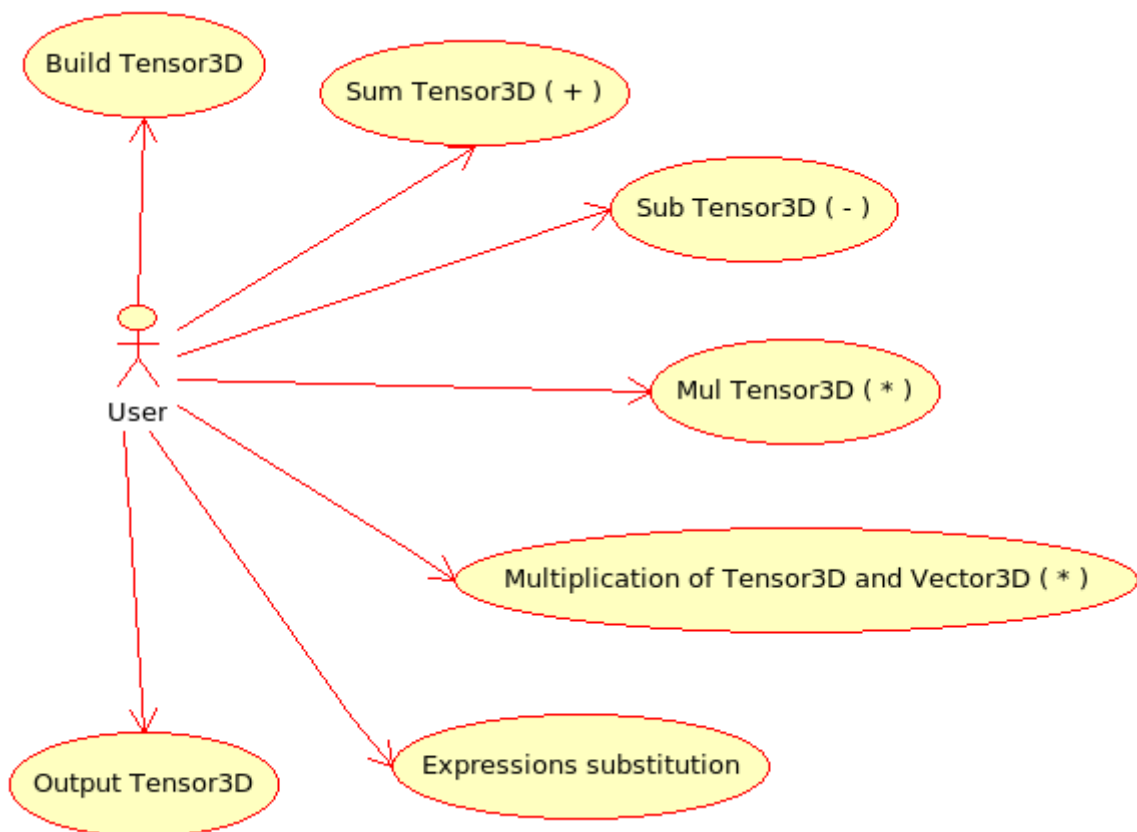 Build Tensor3D
Sum Tensor3D ( + )
Sub Tensor3D ( - )
Mul Tensor3D ( * )
User
Multiplication of Tensor3D and Vector3D ( * )
Expressions substitution
Output Tensor3D